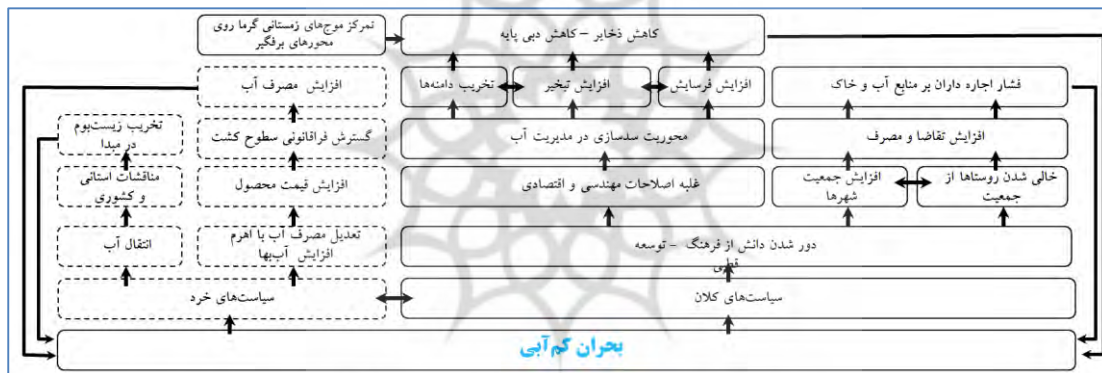 تمرکز موج‌های زمستانی گرما روی
محورهای برفگیر
کاهش ذخایر – کاهش دبی پایه
افزایش مصرف آب
تخریب دامنه‌ها
افزایش تبخیر
افزایش فرسایش
فشار اجاره داران بر منابع آب و خاک
تخریب زیست‌بوم
در مبدا
گسترش فراقانونی سطوح کشت
محوریت سدسازی در مدیریت آب
افزایش تقاضا و مصرف
مناقشات استانی
و کشوری
افزایش قیمت محصول
غلبه اصلاحات مهندسی و اقتصادی
افزایش جمعیت
شهرها
خالی شدن روستاها از
جمعیت
انتقال آب
تعدیل مصرف آب با اهرم
افزایش آب‌بها
دور شدن دانش از فرهنگ – توسعه
سیاست‌های خرد
سیاست‌های کلان
بحران کم‌آبی